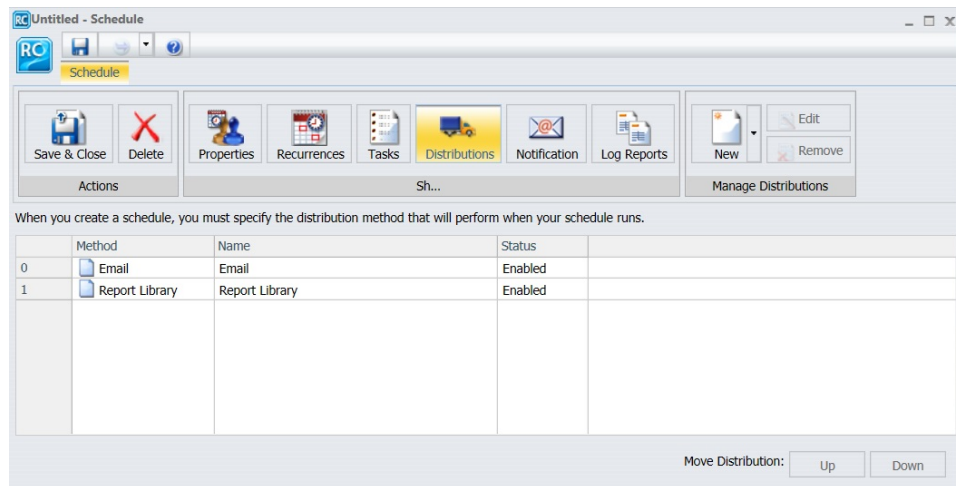 RC Untitled - Schedule
RC
Schedule
Save & Close Delete Properties Recurrences Tasks Distributions Notification Log Reports New Edit
Remove
Actions Sh... Manage Distributions
When you create a schedule, you must specify the distribution method that will perform when your schedule runs.
Method Name Status
0 Email Email Enabled
1 Report Library Report Library Enabled
Move Distribution: Up Down